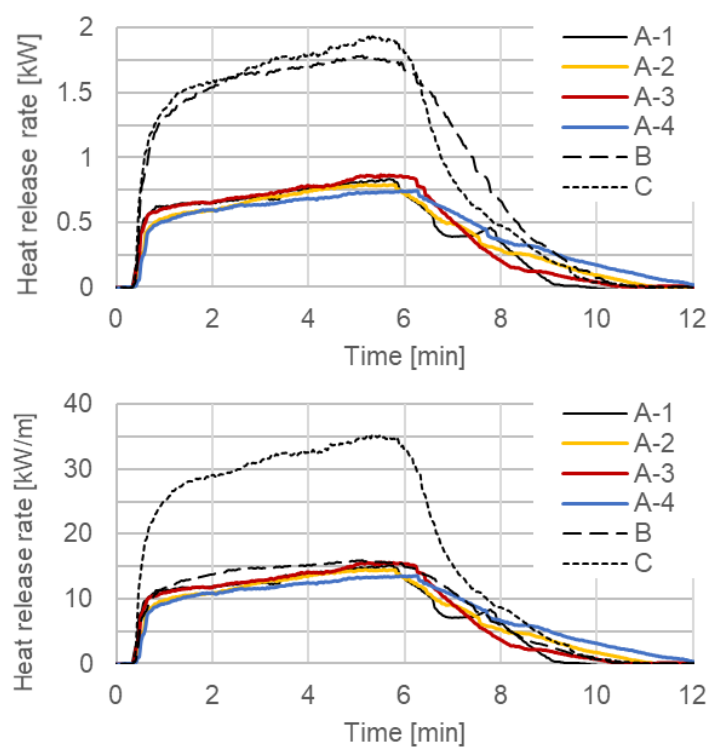 Heat release rate [kW]
2
1.5
1
0.5
0
0 2 4 6 8 10 12
Time [min]
A-1
A-2
A-3
A-4
B
C
Heat release rate [kW/m]
40
30
20
10
0
0 2 4 6 8 10 12
Time [min]
A-1
A-2
A-3
A-4
B
C